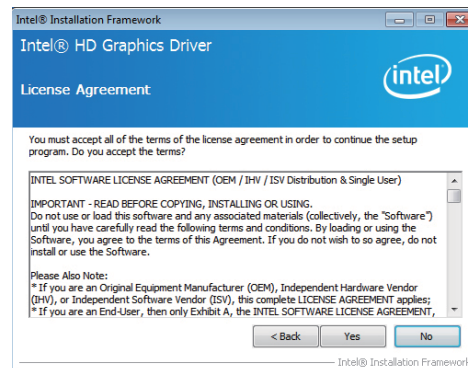 Intel® Installation Framework
Intel® HD Graphics Driver
intel
License Agreement
You must accept all of the terms of the license agreement in order to continue the setup
program. Do you accept the terms?
INTEL SOFTWARE LICENSE AGREEMENT (OEM / IHV / ISV Distribution & Single User)
IMPORTANT - READ BEFORE COPYING, INSTALLING OR USING.
Do not use or load this software and any associated materials (collectively, the "Software")
until you have carefully read the following terms and conditions. By loading or using the
Software, you agree to the terms of this Agreement. If you do not wish to so agree, do not
install or use the Software.
Please Also Note:
* If you are an Original Equipment Manufacturer (OEM), Independent Hardware Vendor
(IHV), or Independent Software Vendor (ISV), this complete LICENSE AGREEMENT applies;
* If you are an End-User, then only Exhibit A, the INTEL SOFTWARE LICENSE AGREEMENT,
< Back Yes No
Intel® Installation Framework